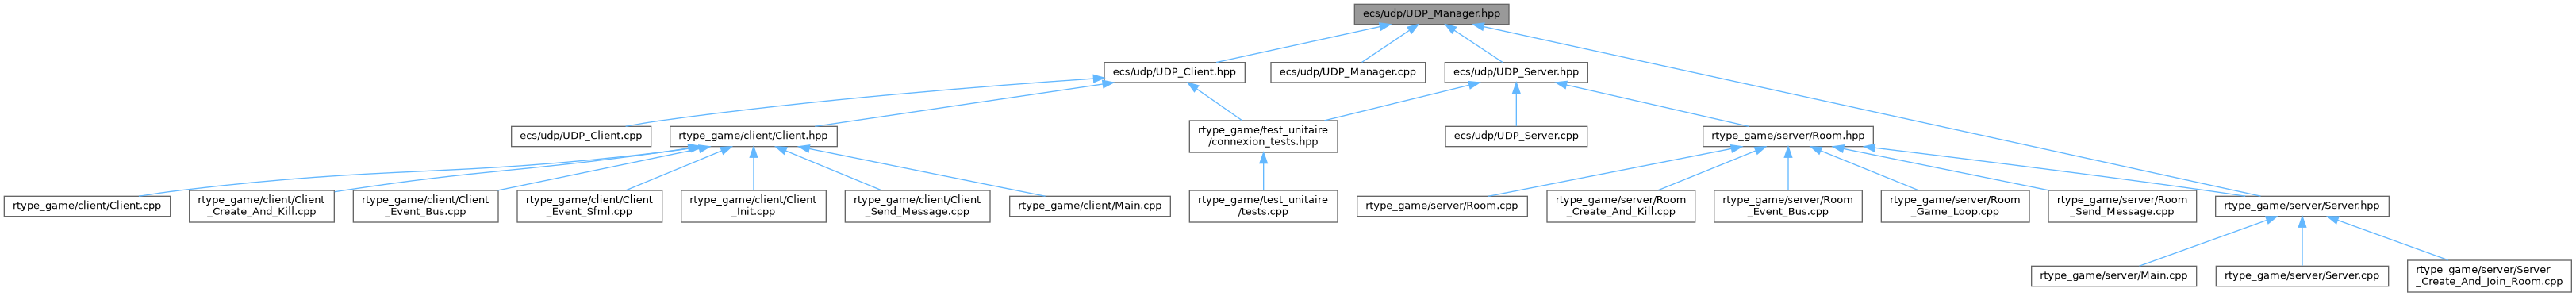 ecs/udp/UDP_Manager.hpp
ecs/udp/UDP_Client.hpp
ecs/udp/UDP_Manager.cpp
ecs/udp/UDP_Server.hpp
ecs/udp/UDP_Client.cpp
rtype_game/client/Client.hpp
rtype_game/test_unitaire
/connexion_tests.hpp
ecs/udp/UDP_Server.cpp
rtype_game/server/Room.hpp
rtype_game/client/Client.cpp
rtype_game/client/Client
_Create_And_Kill.cpp
rtype_game/client/Client
_Event_Bus.cpp
rtype_game/client/Client
_Event_Sfml.cpp
rtype_game/client/Client
_Init.cpp
rtype_game/client/Client
_Send_Message.cpp
rtype_game/client/Main.cpp
rtype_game/test_unitaire
/tests.cpp
rtype_game/server/Room.cpp
rtype_game/server/Room
_Create_And_Kill.cpp
rtype_game/server/Room
_Event_Bus.cpp
rtype_game/server/Room
_Game_Loop.cpp
rtype_game/server/Room
_Send_Message.cpp
rtype_game/server/Server.hpp
rtype_game/server/Main.cpp
rtype_game/server/Server.cpp
rtype_game/server/Server
_Create_And_Join_Room.cpp